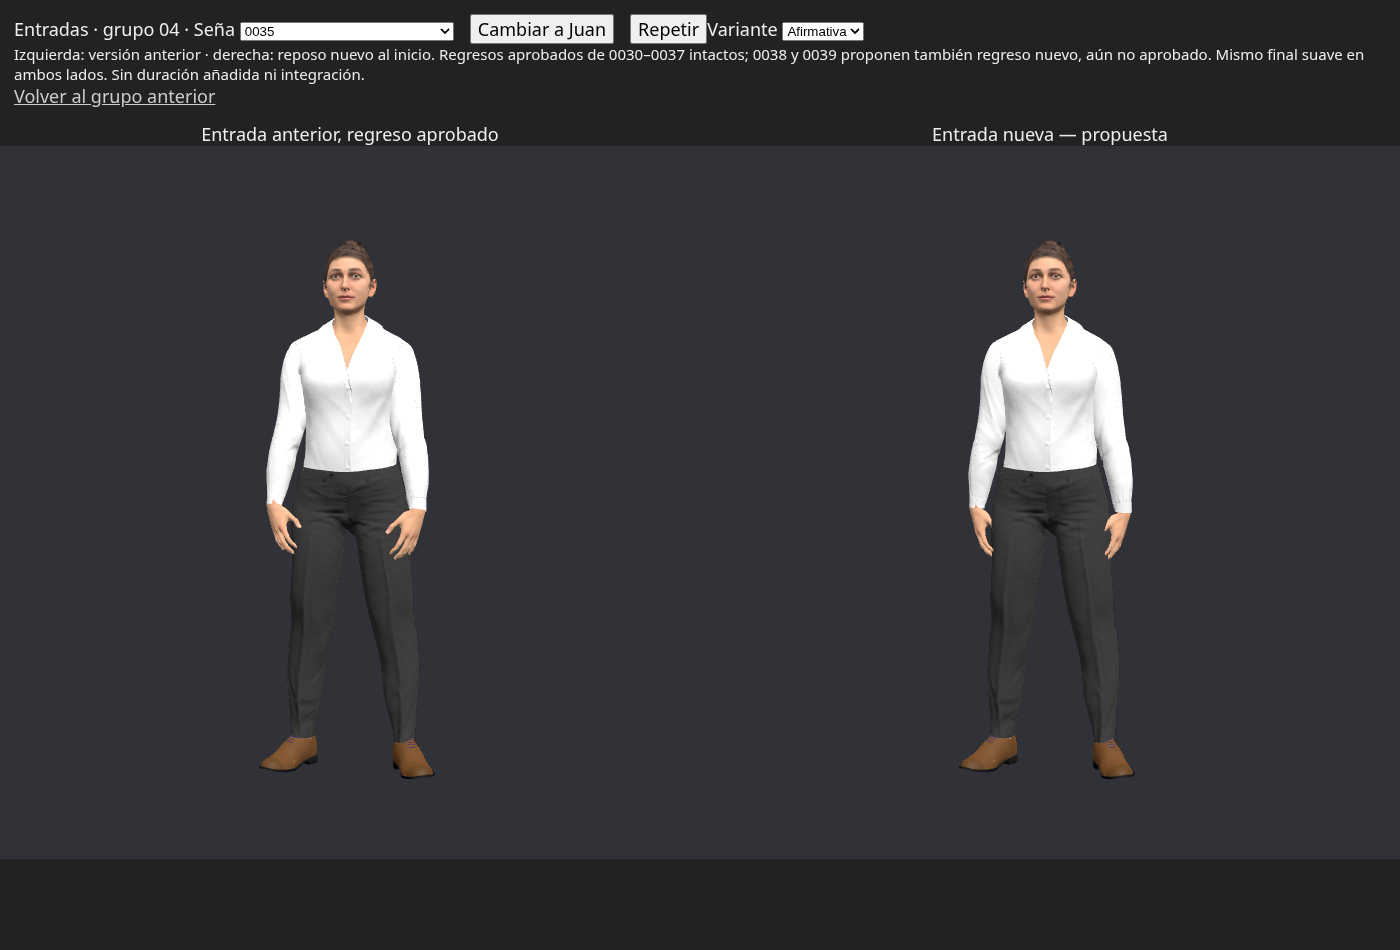 Entradas · grupo 04 · Seña 0035 Cambiar a Juan Repetir Variante Afirmativa
Izquierda: versión anterior · derecha: reposo nuevo al inicio. Regresos aprobados de 0030–0037 intactos; 0038 y 0039 proponen también regreso nuevo, aún no aprobado. Mismo final suave en
ambos lados. Sin duración añadida ni integración.
Volver al grupo anterior
Entrada anterior, regreso aprobado
Entrada nueva — propuesta